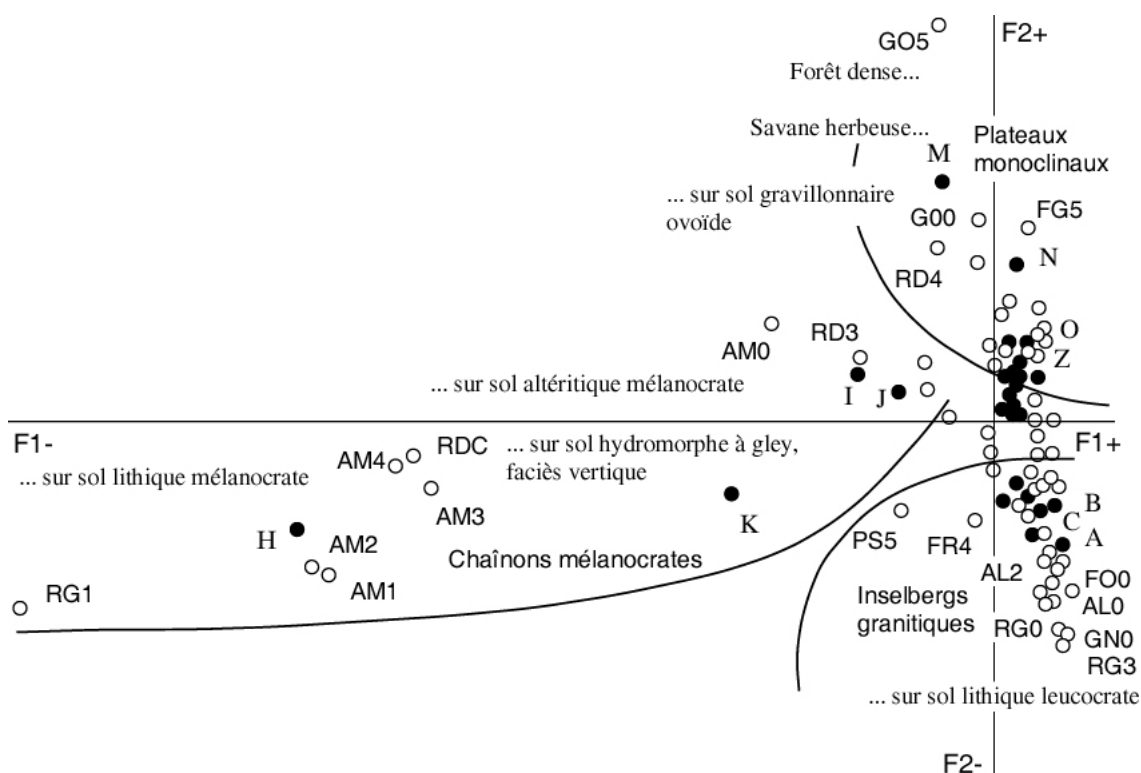 GO5
F2+
Forêt dense...
Savane herbeuse...
Plateaux
monoclinaux
M
... sur sol gravillonnaire
ovoïde
G00
FG5
N
RD4
AM0
RD3
O
Z
... sur sol altéritique mélanocrate
I
J
F1-
F1+
... sur sol hydromorphe à gley,
faciès vertique
AM4
RDC
... sur sol lithique mélanocrate
AM3
K
B
H
AM2
Chaînons mélanocrates
PS5
FR4
C
A
AM1
RG1
AL2
FO0
Inselbergs
granitiques
AL0
RG0
GN0
RG3
... sur sol lithique leucocrate
F2-